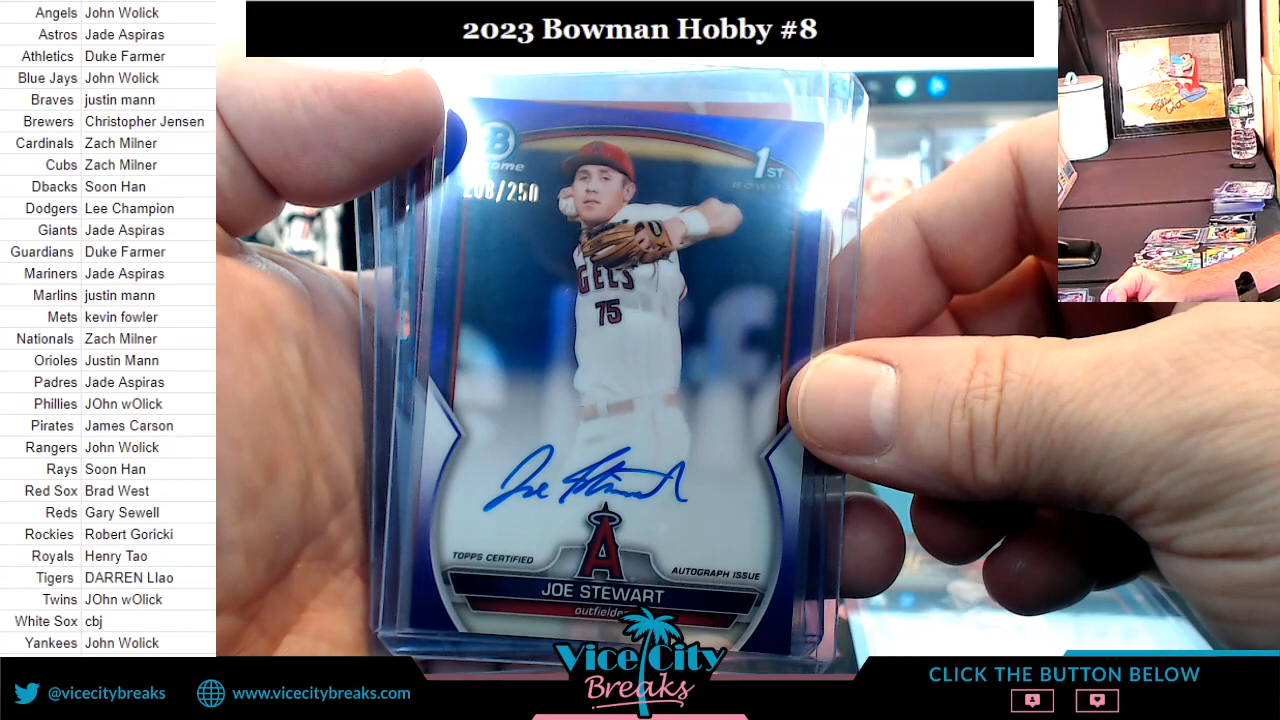 2023 Bowman Hobby #8
Angels John Wolick
Astros Jade Aspiras
Athletics Duke Farmer
Blue Jays John Wolick
Braves justin mann
Brewers Christopher Jensen
Cardinals Zach Milner
Cubs Zach Milner
Dbacks Soon Han
Dodgers Lee Champion
Giants Jade Aspiras
Guardians Duke Farmer
Mariners Jade Aspiras
Marlins justin mann
Mets kevin fowler
Nationals Zach Milner
Orioles Justin Mann
Padres Jade Aspiras
Phillies JOhn wOlick
Pirates James Carson
Rangers John Wolick
Rays Soon Han
Red Sox Brad West
Reds Gary Sewell
Rockies Robert Goricki
Royals Henry Tao
Tigers DARREN LIao
Twins JOhn wOlick
White Sox cbj
Yankees John Wolick
B
1ST
208/250
GELS
75
Joe Stewart
A
TOPPS CERTIFIED
AUTOGRAPH ISSUE
JOE STEWART
outfielder
Vice City
Breaks
@vicecitybreaks
www.vicecitybreaks.com
CLICK THE BUTTON BELOW